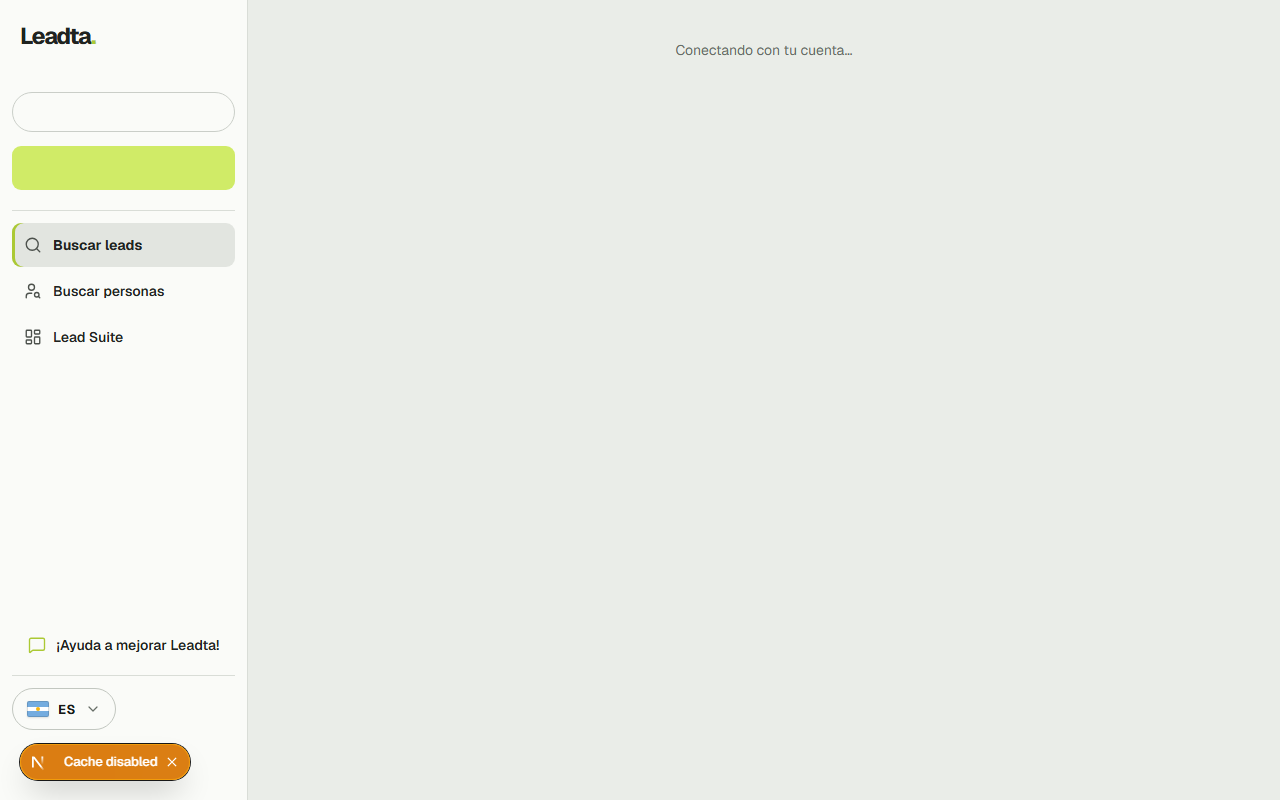 Leadta.
Conectando con tu cuenta...
Buscar leads
Buscar personas
Lead Suite
¡Ayuda a mejorar Leadta!
ES
Cache disabled